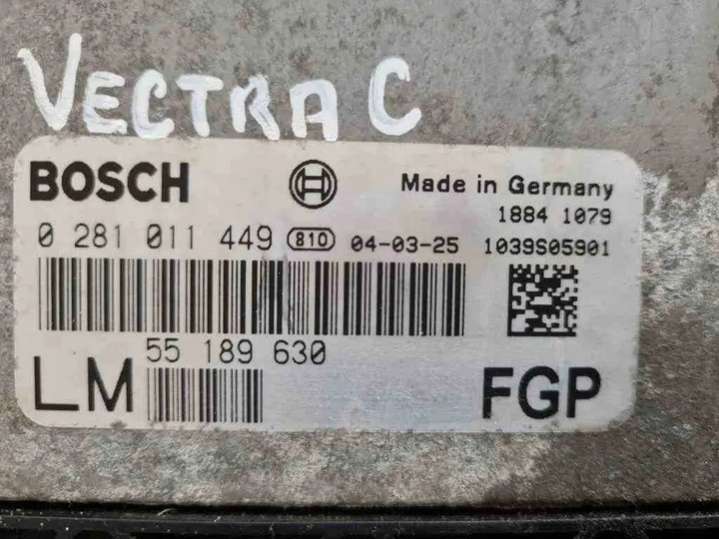 VECTRA C
BOSCH
Made in Germany
1884 1079
0 281 011 449 810 04-03-25 1039S05901
55 189 630
LM FGP